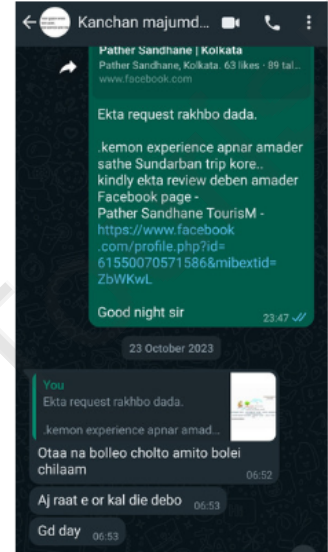 Kanchan majumd...
Pather Sandhane | Kolkata
Pather Sandhane, Kolkata. 63 likes · 89 tal...
www.facebook.com
Ekta request rakhbo dada.
.kemon experience apnar amader
sathe Sundarban trip kore..
kindly ekta review deben amader
Facebook page -
Pather Sandhane TourisM -
https://www.facebook
.com/profile.php?id=
61550070571586&mibextid=
ZbWKwL
Good night sir
23:47
23 October 2023
You
Ekta request rakhbo dada.
.kemon experience apnar amad...
Otaa na bolleo cholto amito bolei
chilaam
06:52
Aj raat e or kal die debo 06:53
Gd day 06:53